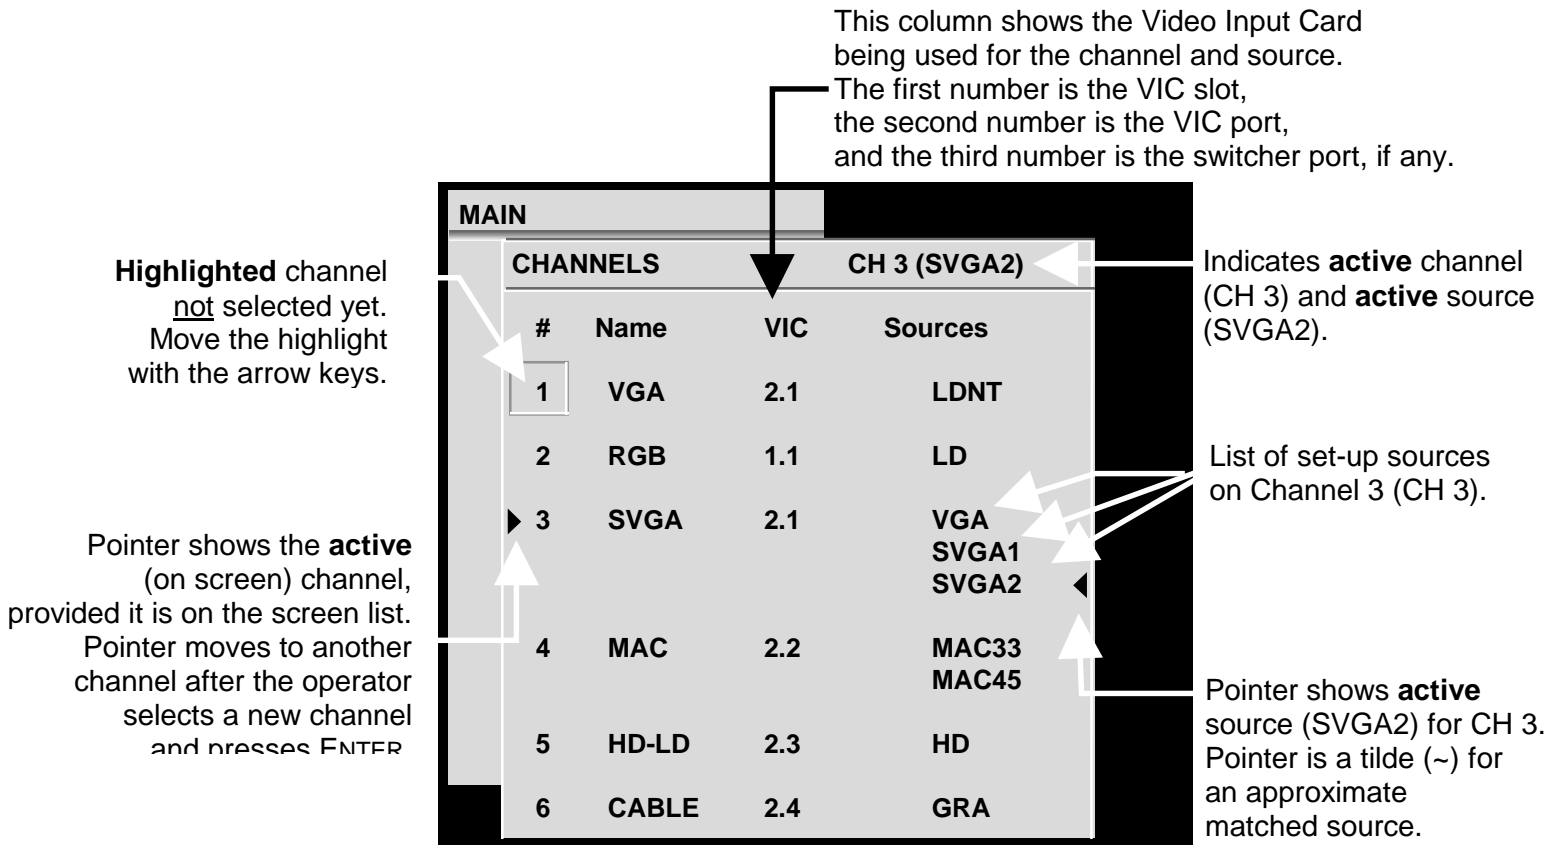 This column shows the Video Input Card
being used for the channel and source.
The first number is the VIC slot,
the second number is the VIC port,
and the third number is the switcher port, if any.
Highlighted channel
not selected yet.
Move the highlight
with the arrow keys.
Pointer shows the active
(on screen) channel,
provided it is on the screen list.
Pointer moves to another
channel after the operator
selects a new channel
and presses ENTER
MAIN
CHANNELS CH 3 (SVGA2)
# Name VIC Sources
1 VGA 2.1 LDNT
2 RGB 1.1 LD
3 SVGA 2.1 VGA
SVGA1
SVGA2
4 MAC 2.2 MAC33
MAC45
5 HD-LD 2.3 HD
6 CABLE 2.4 GRA
Indicates active channel
(CH 3) and active source
(SVGA2).
List of set-up sources
on Channel 3 (CH 3).
Pointer shows active
source (SVGA2) for CH 3.
Pointer is a tilde (~) for
an approximate
matched source.